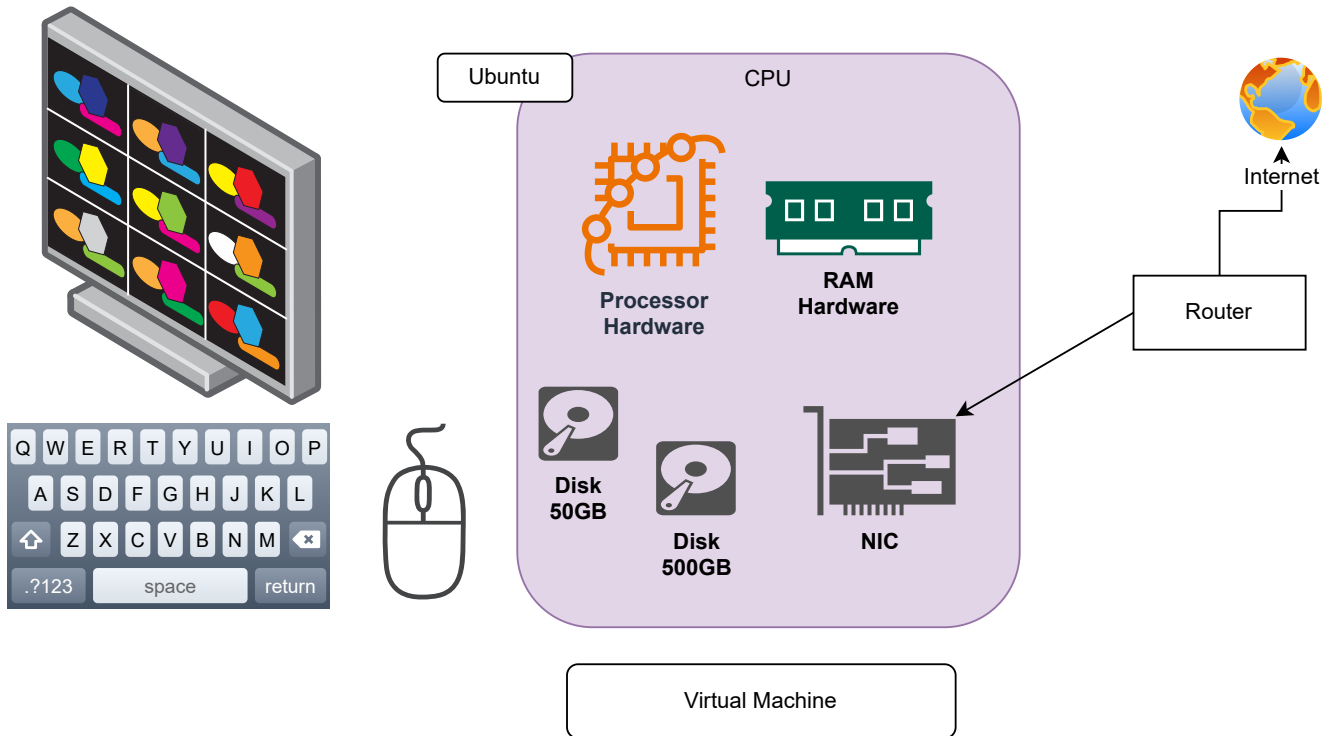 Ubuntu
CPU
Internet
Processor
Hardware
RAM
Hardware
Router
Q W E R T Y U I O P
A S D F G H J K L
Z X C V B N M
.?123 space return
Disk
50GB
Disk
500GB
NIC
Virtual Machine